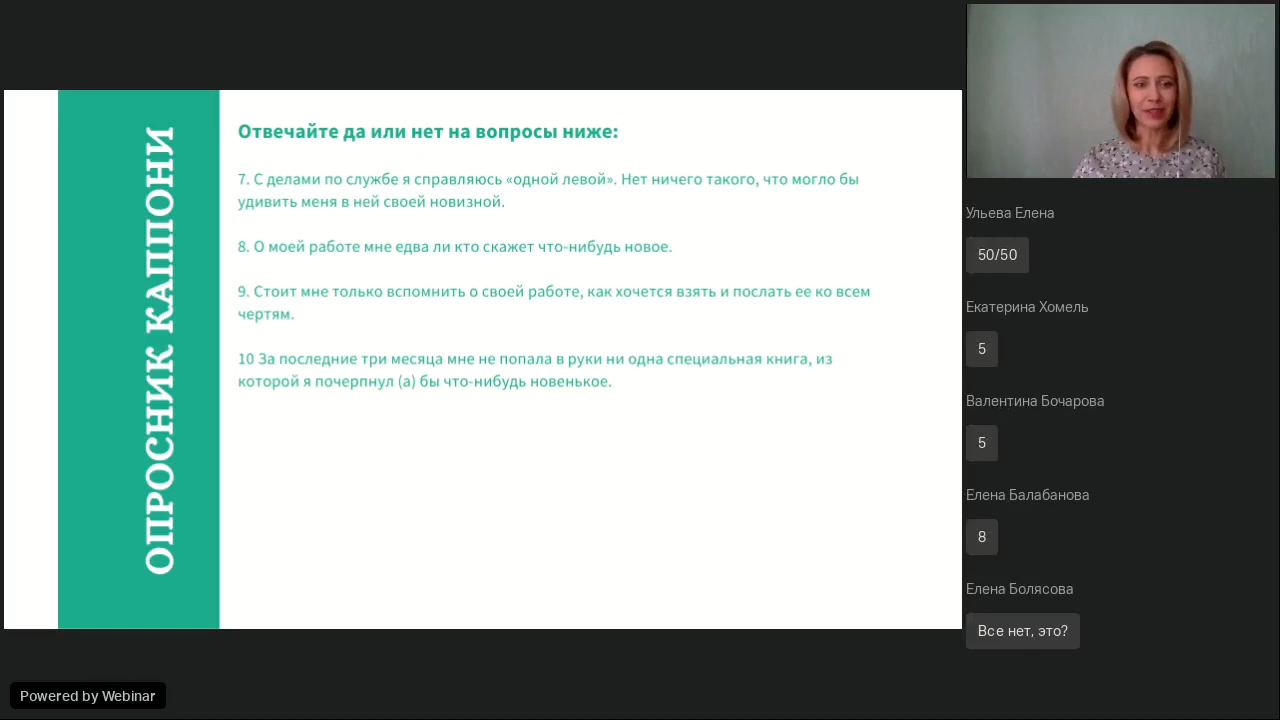 ОПРОСНИК КАППОНИ
Отвечайте да или нет на вопросы ниже:
7. С делами по службе я справляюсь «одной левой». Нет ничего такого, что могло бы
удивить меня в ней своей новизной.
8. О моей работе мне едва ли кто скажет что-нибудь новое.
9. Стоит мне только вспомнить о своей работе, как хочется взять и послать ее ко всем
чертям.
10 За последние три месяца мне не попала в руки ни одна специальная книга, из
которой я почерпнул (а) бы что-нибудь новенькое.
Ульева Елена
50/50
Екатерина Хомель
5
Валентина Бочарова
5
Елена Балабанова
8
Елена Болясова
Все нет, это?
Powered by Webinar